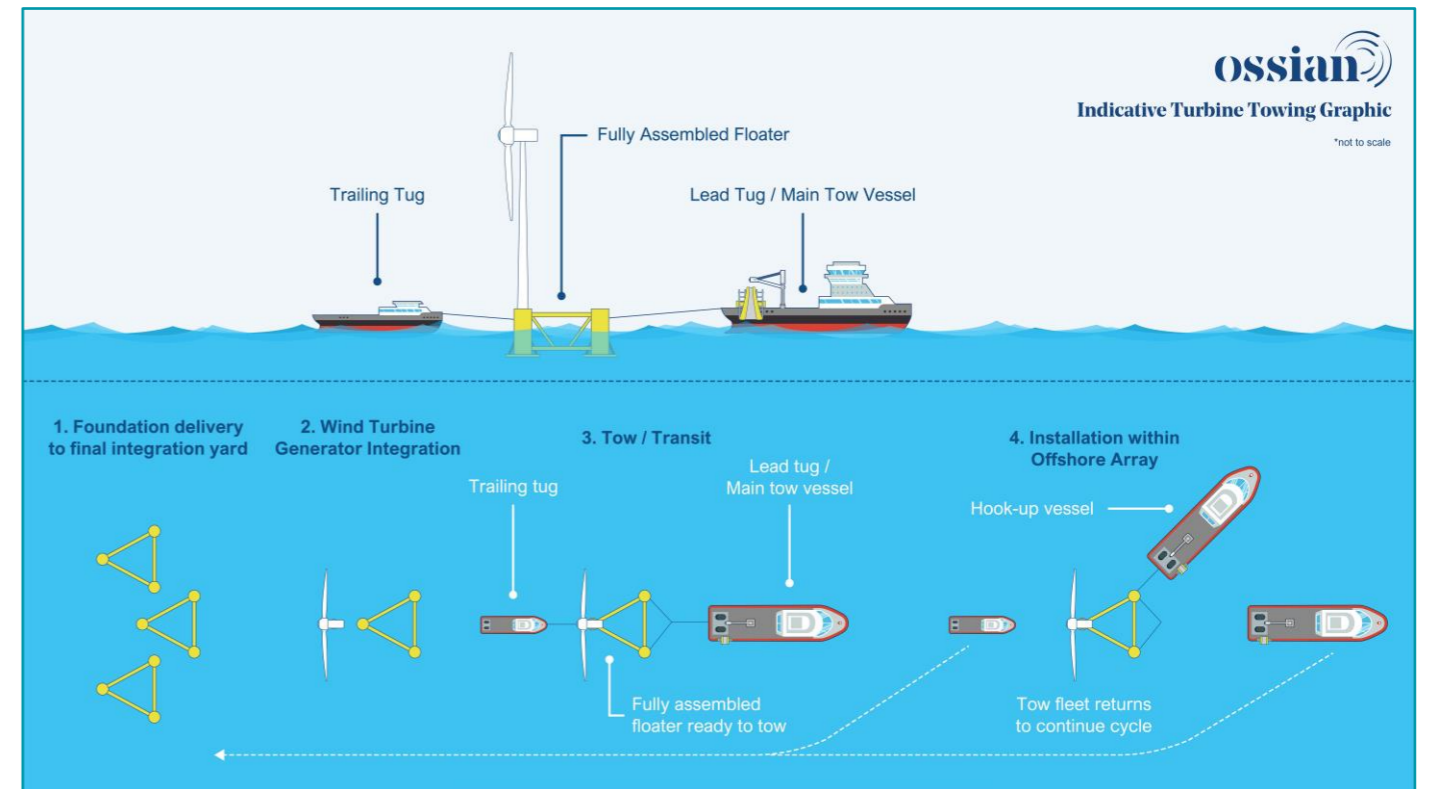 ossian
Indicative Turbine Towing Graphic
*not to scale
Fully Assembled Floater
Trailing Tug
Lead Tug / Main Tow Vessel
1. Foundation delivery
to final integration yard
2. Wind Turbine
Generator Integration
3. Tow / Transit
4. Installation within
Offshore Array
Trailing tug
Lead tug /
Main tow vessel
Hook-up vessel
Fully assembled
floater ready to tow
Tow fleet returns
to continue cycle